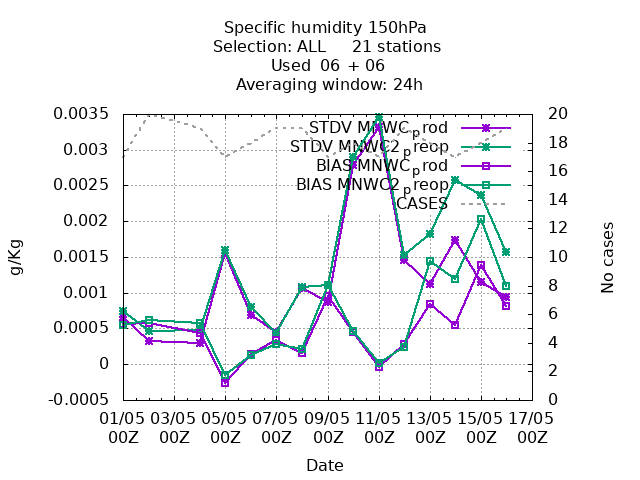 Specific humidity 150hPa
Selection: ALL 21 stations
Used 06 + 06
Averaging window: 24h
0.0035
0.003
0.0025
0.002
0.0015
0.001
0.0005
0
-0.0005
g/Kg
20
18
16
14
12
10
8
6
4
2
0
No cases
STDV MNWC_prod
STDV MNWC2_preop
BIAS MNWC_prod
BIAS MNWC2_preop
CASES
01/05 03/05 05/05 07/05 09/05 11/05 13/05 15/05 17/05
00Z 00Z 00Z 00Z 00Z 00Z 00Z 00Z 00Z
Date